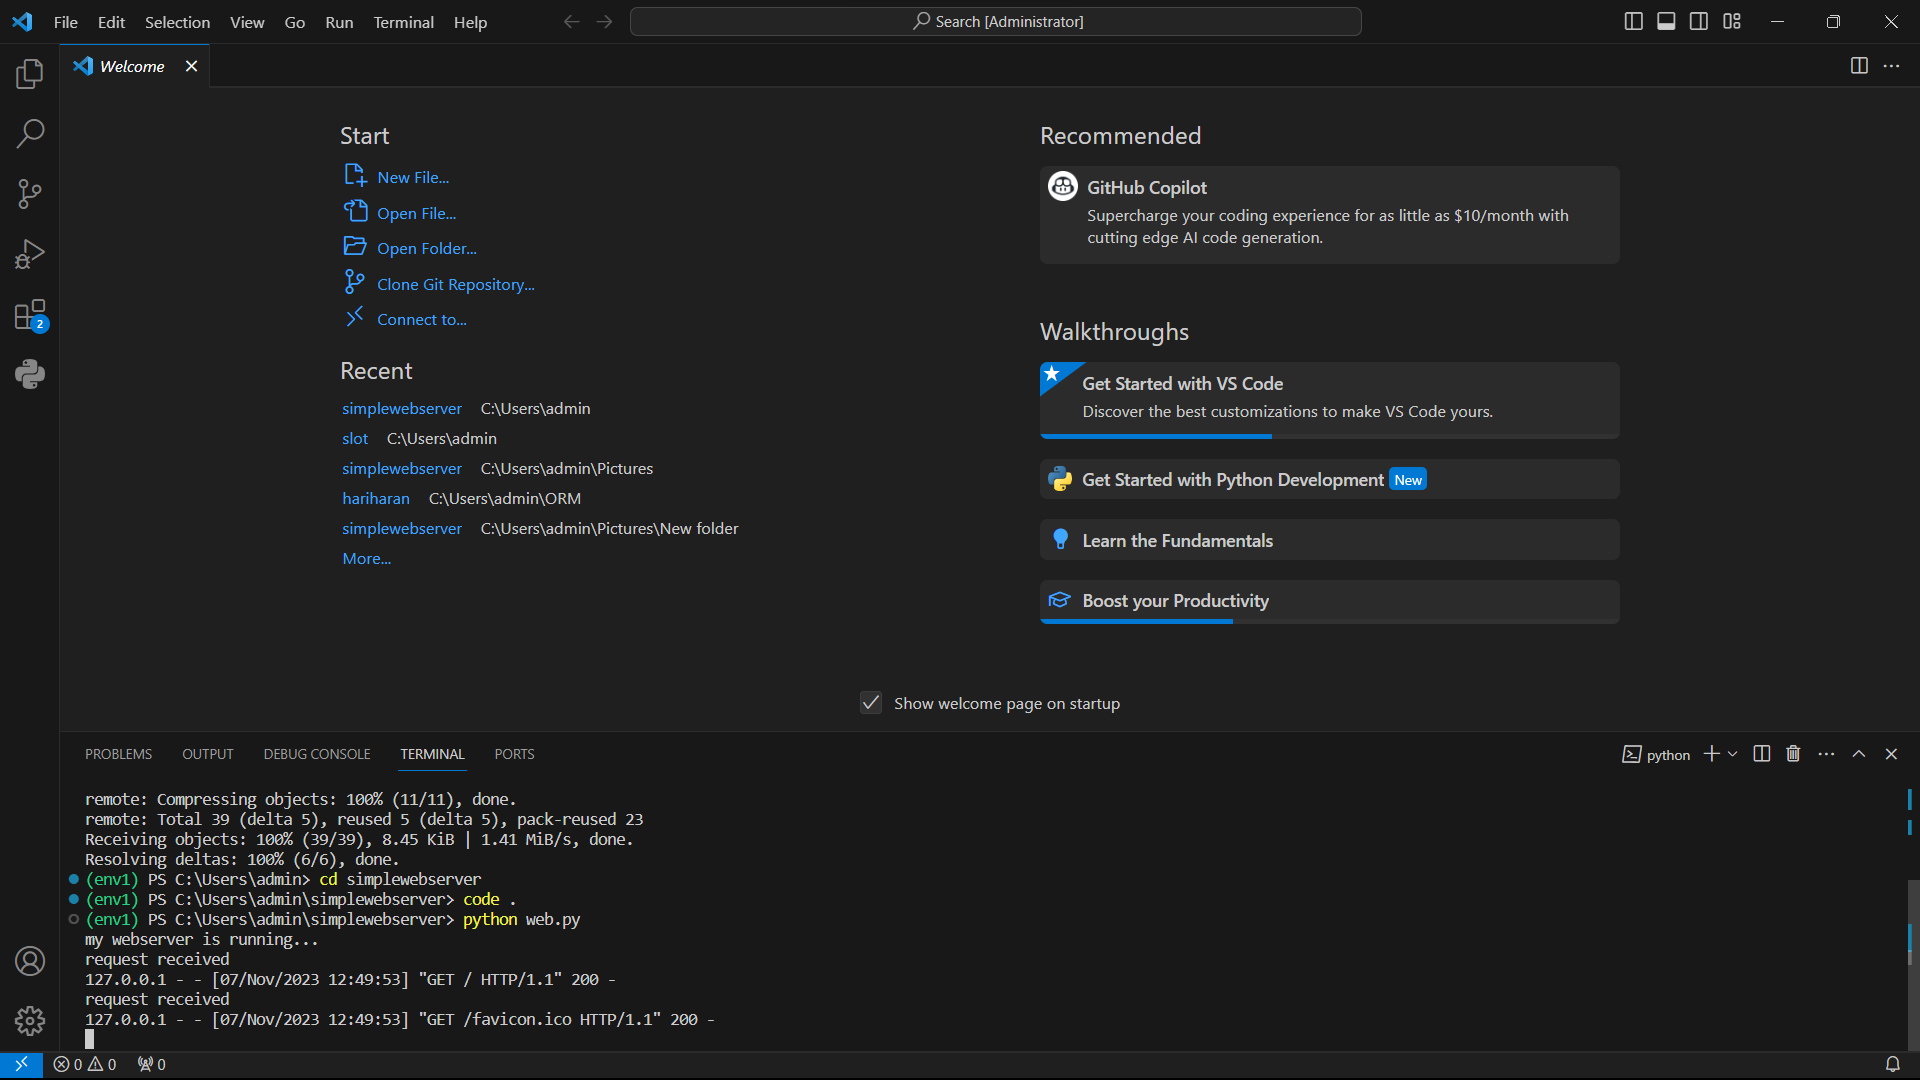 File Edit Selection View Go Run Terminal Help
Search [Administrator]
Welcome
Start
New File...
Open File...
Open Folder...
Clone Git Repository...
Connect to...
Recent
simplewebserver C:\Users\admin
slot C:\Users\admin
simplewebserver C:\Users\admin\Pictures
hariharan C:\Users\admin\ORM
simplewebserver C:\Users\admin\Pictures\New folder
More...
Recommended
GitHub Copilot
Supercharge your coding experience for as little as $10/month with
cutting edge AI code generation.
Walkthroughs
Get Started with VS Code
Discover the best customizations to make VS Code yours.
Get Started with Python Development New
Learn the Fundamentals
Boost your Productivity
2
Show welcome page on startup
PROBLEMS OUTPUT DEBUG CONSOLE TERMINAL PORTS
python
remote: Compressing objects: 100% (11/11), done.
remote: Total 39 (delta 5), reused 5 (delta 5), pack-reused 23
Receiving objects: 100% (39/39), 8.45 KiB | 1.41 MiB/s, done.
Resolving deltas: 100% (6/6), done.
(env1) PS C:\Users\admin> cd simplewebserver
(env1) PS C:\Users\admin\simplewebserver> code .
(env1) PS C:\Users\admin\simplewebserver> python web.py
my webserver is running...
request received
127.0.0.1 - - [07/Nov/2023 12:49:53] "GET / HTTP/1.1" 200 -
request received
127.0.0.1 - - [07/Nov/2023 12:49:53] "GET /favicon.ico HTTP/1.1" 200 -
0 0 0